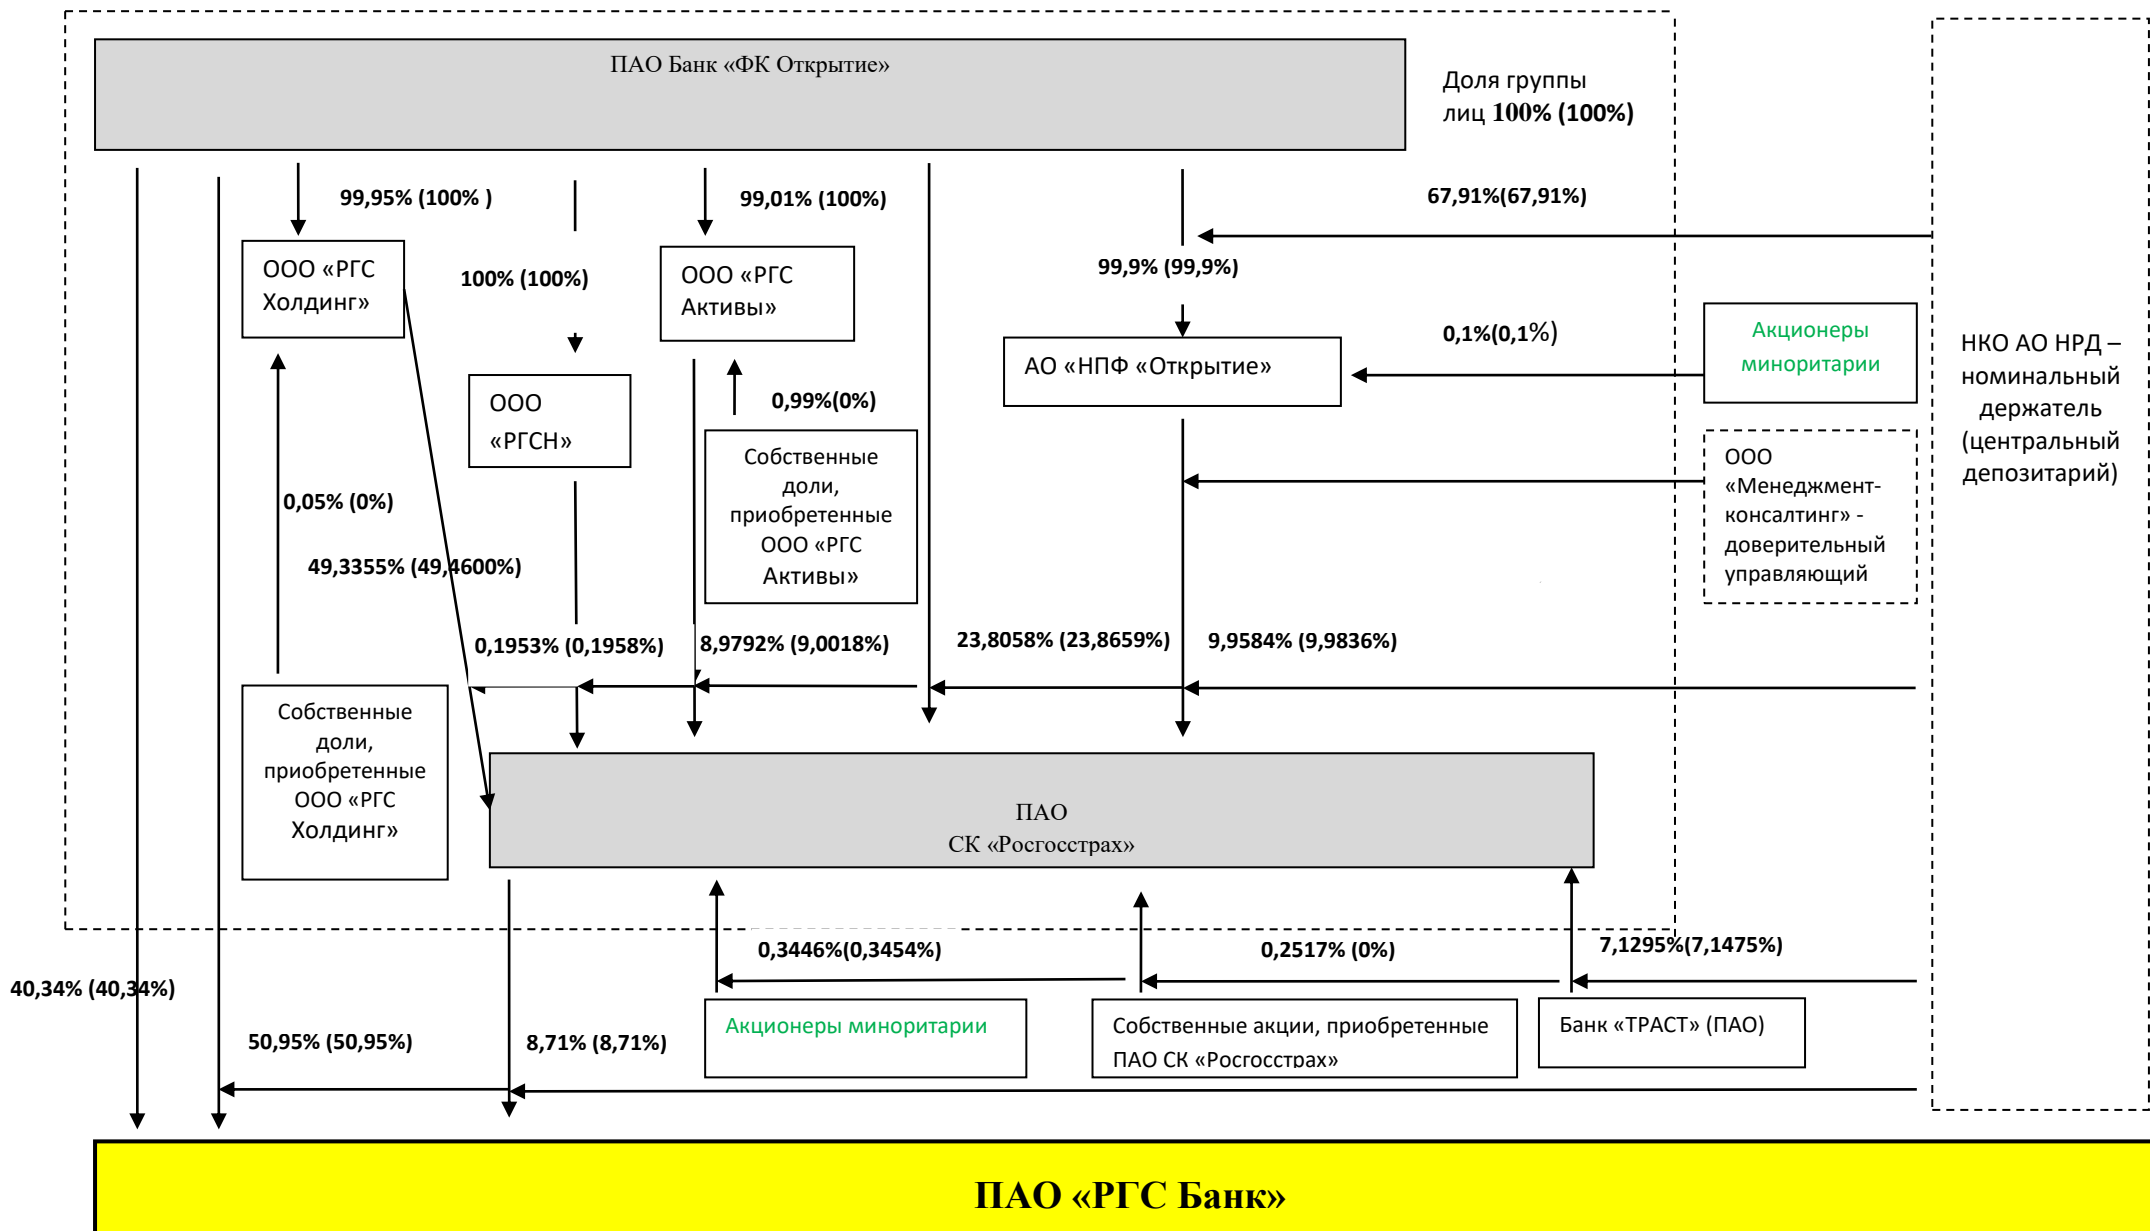 ПАО Банк «ФК Открытие»
Доля группы
лиц 100% (100%)
99,95% (100% )
99,01% (100%)
67,91%(67,91%)
ООО «РГС
Холдинг»
100% (100%)
ООО «РГС
Активы»
99,9% (99,9%)
0,1%(0,1%)
Акционеры
миноритарии
НКО АО НРД –
номинальный
держатель
(центральный
депозитарий)
АО «НПФ «Открытие»
ООО
«РГСН»
0,99%(0%)
Собственные
доли,
приобретенные
ООО «РГС
Активы»
ООО
«Менеджмент-
консалтинг» -
доверительный
управляющий
0,05% (0%)
49,3355% (49,4600%)
0,1953% (0,1958%)
8,9792% (9,0018%)
23,8058% (23,8659%)
9,9584% (9,9836%)
Собственные
доли,
приобретенные
ООО «РГС
Холдинг»
ПАО
СК «Росгосстрах»
0,3446%(0,3454%)
0,2517% (0%)
7,1295%(7,1475%)
40,34% (40,34%)
Акционеры миноритарии
Собственные акции, приобретенные
ПАО СК «Росгосстрах»
Банк «ТРАСТ» (ПАО)
50,95% (50,95%)
8,71% (8,71%)
ПАО «РГС Банк»